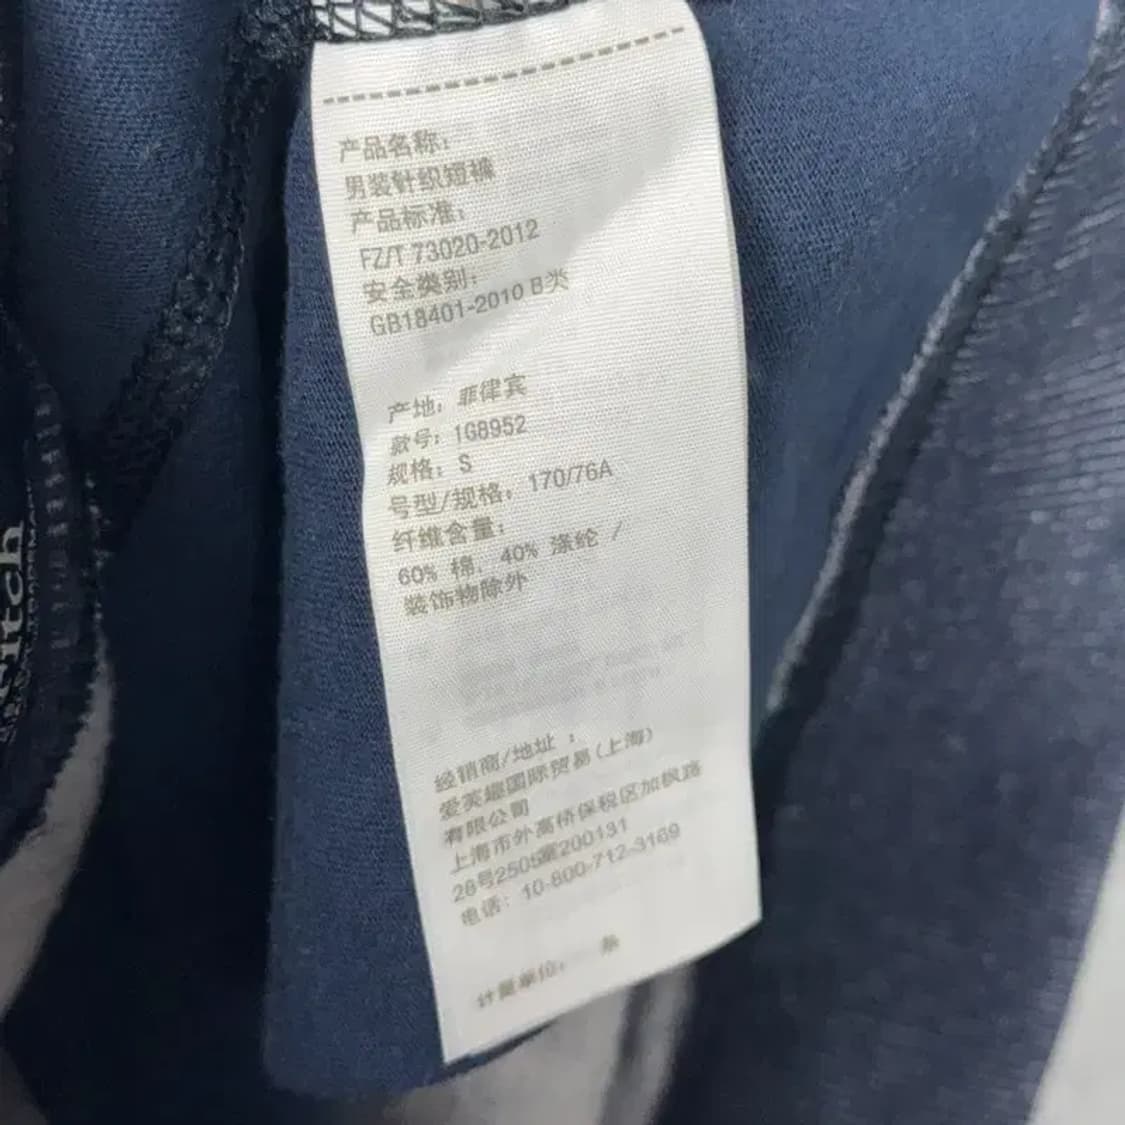 产品名称：
男装针织短裤
产品标准：
FZ/T 73020-2012
安全类别：
GB18401-2010 B类
产地：菲律宾
款号：1G8952
规格：S
号型/规格：170/76A
纤维含量：
60% 棉，40% 涤纶 /
装饰物除外
经销商/地址：
爱芙趣国际贸易(上海)
有限公司
上海市外高桥保税区加枫路
28号2505室200131
电话：10-800-712-3169
计量单位： 条
itch